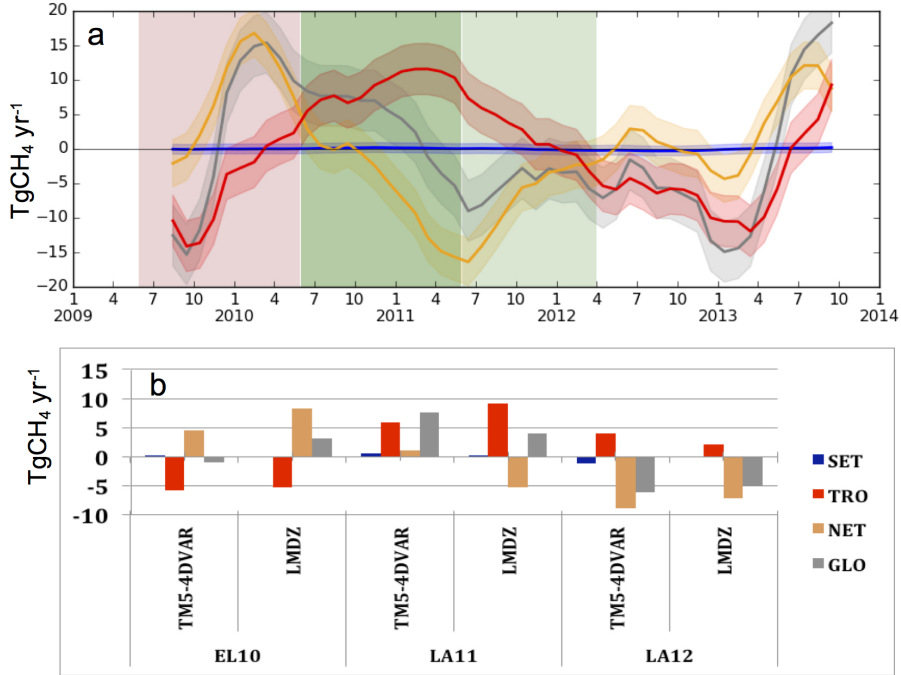 a
TgCH4 yr-1
20
15
10
5
0
−5
−10
−15
−20
1 4 7 10 1 4 7 10 1 4 7 10 1 4 7 10 1 4 7 10 1
2009 2010 2011 2012 2013 2014
b
TgCH4 yr-1
15
10
5
0
-5
-10
TM5-4DVAR LMDZ TM5-4DVAR LMDZ TM5-4DVAR LMDZ
EL10 LA11 LA12
SET
TRO
NET
GLO